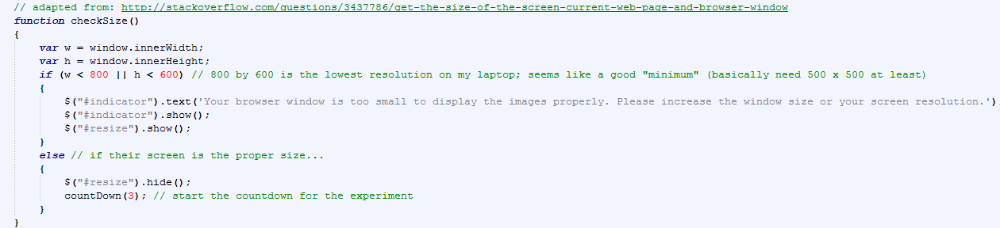 // adapted from: http://stackoverflow.com/questions/3437786/get-the-size-of-the-screen-current-web-page-and-browser-window
function checkSize()
{
    var w = window.innerWidth;
    var h = window.innerHeight;
    if (w < 800 || h < 600) // 800 by 600 is the lowest resolution on my laptop; seems like a good "minimum" (basically need 500 x 500 at least)
    {
        $("#indicator").text('Your browser window is too small to display the images properly. Please increase the window size or your screen resolution.')
        $("#indicator").show();
        $("#resize").show();
    }
    else // if their screen is the proper size...
    {
        $("#resize").hide();
        countDown(3); // start the countdown for the experiment
    }
}